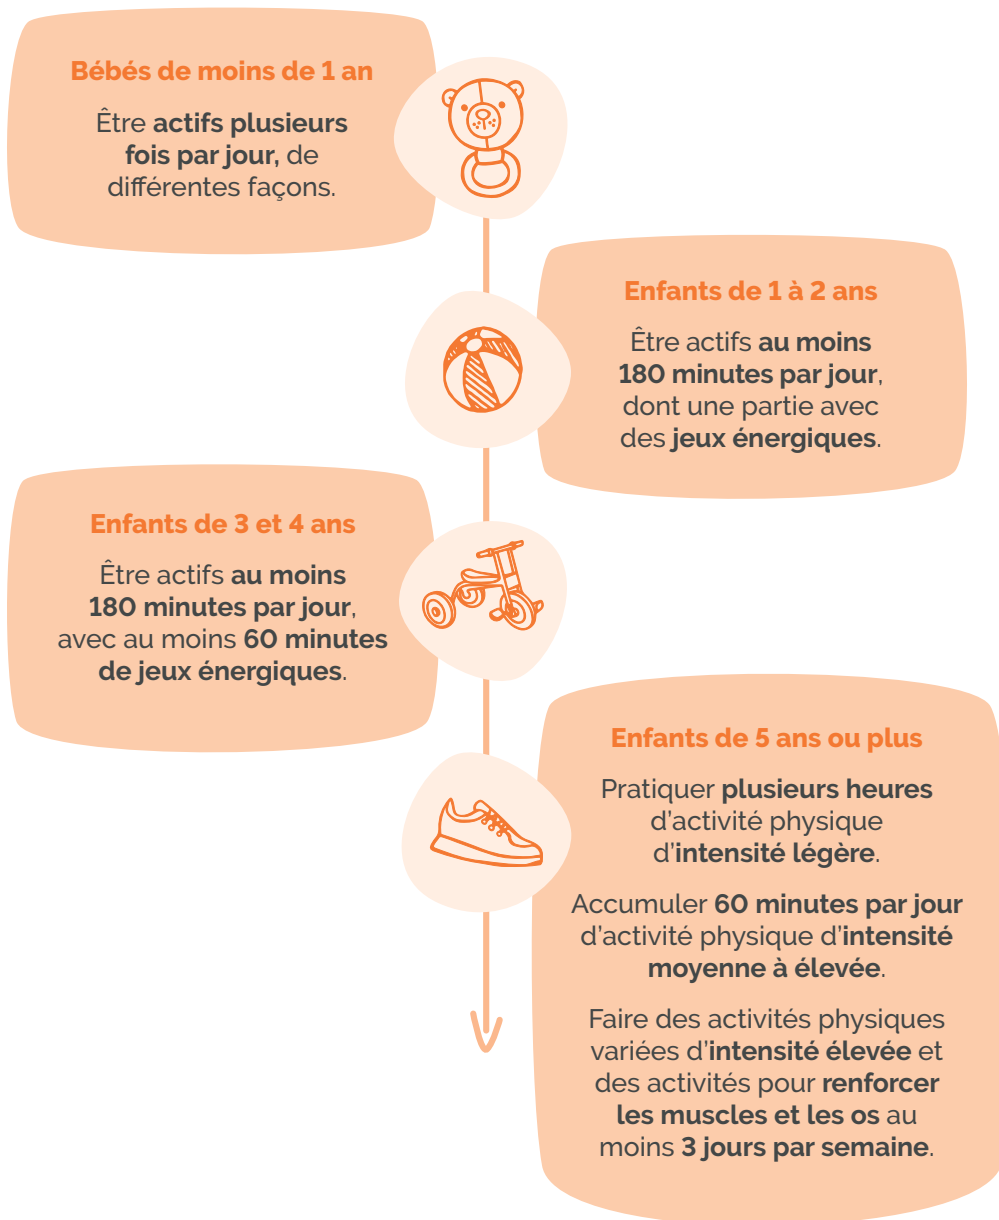 Bébés de moins de 1 an
Être actifs plusieurs
fois par jour, de
différentes façons.
Enfants de 1 à 2 ans
Être actifs au moins
180 minutes par jour,
dont une partie avec
des jeux énergiques.
Enfants de 3 et 4 ans
Être actifs au moins
180 minutes par jour,
avec au moins 60 minutes
de jeux énergiques.
Enfants de 5 ans ou plus
Pratiquer plusieurs heures
d'activité physique
d'intensité légère.
Accumuler 60 minutes par jour
d'activité physique d'intensité
moyenne à élevée.
Faire des activités physiques
variées d'intensité élevée et
des activités pour renforcer
les muscles et les os au
moins 3 jours par semaine.